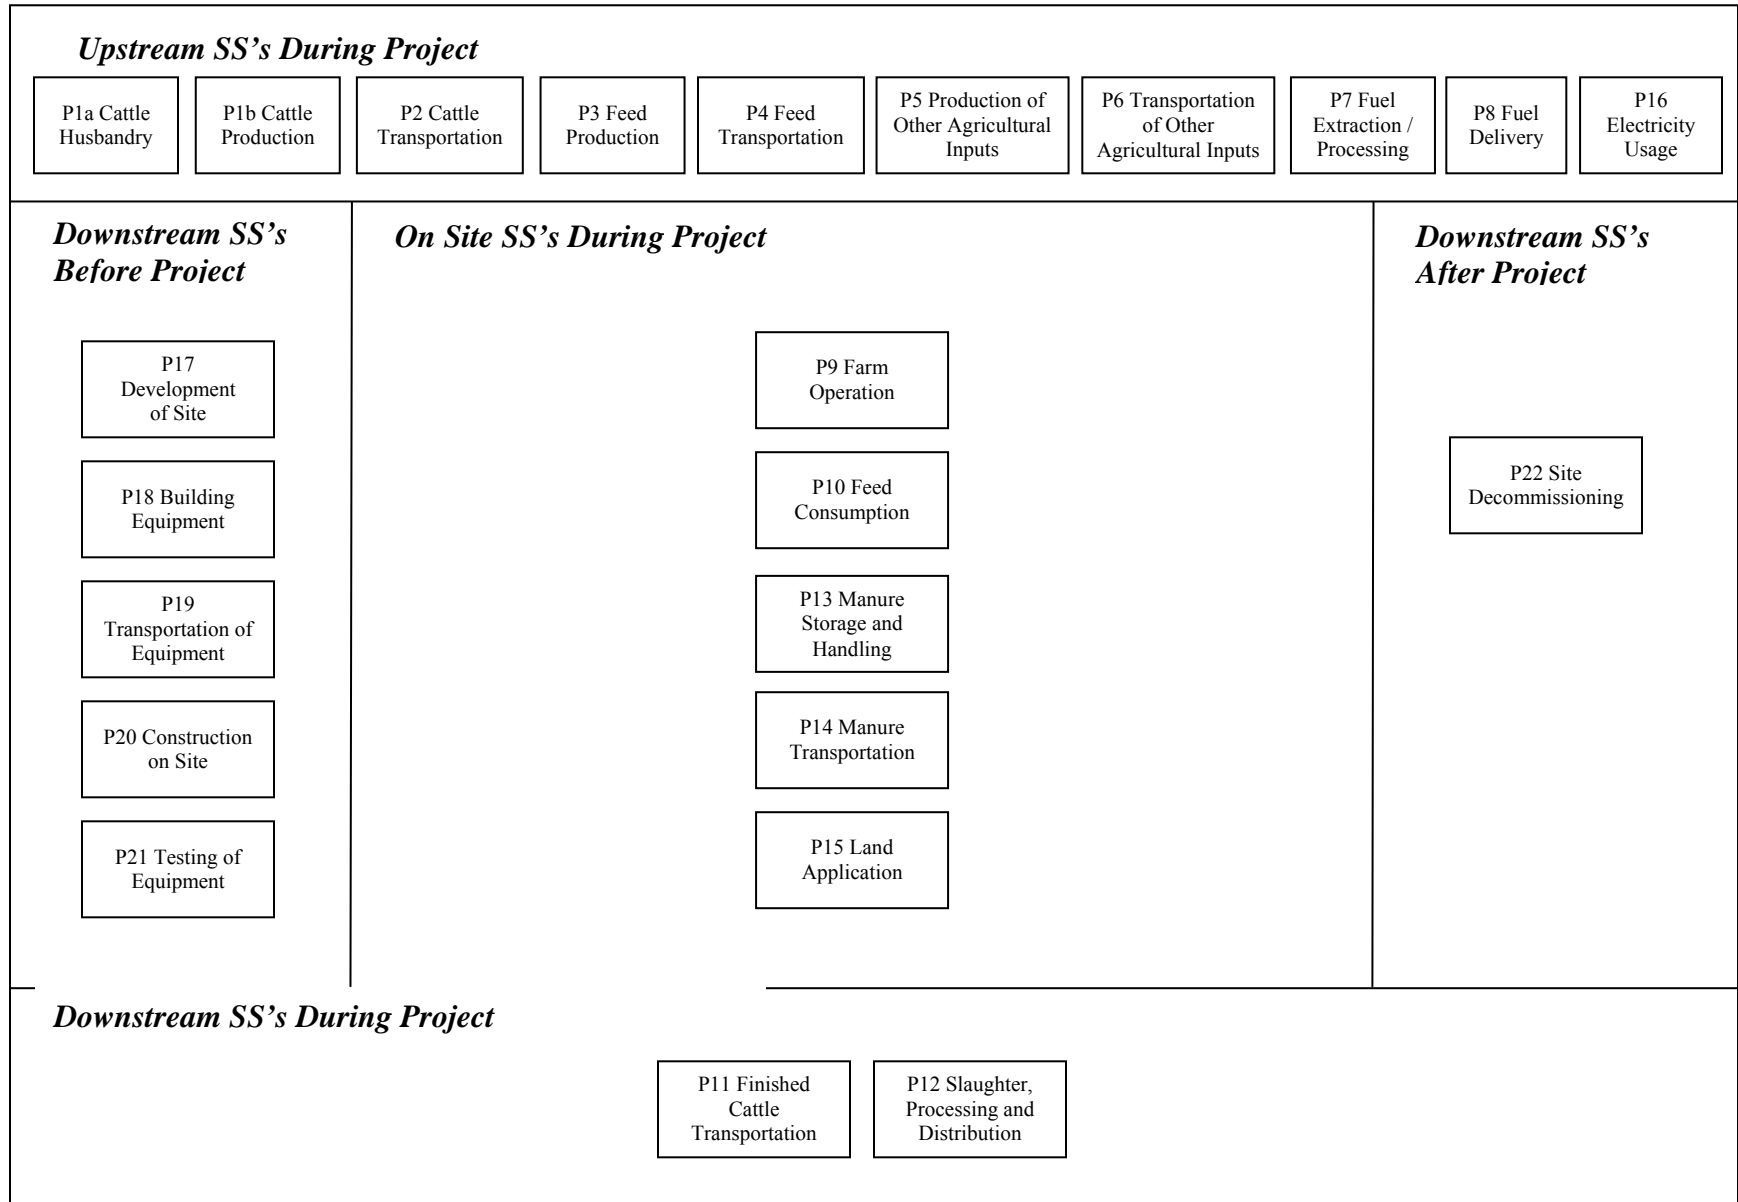 Upstream SS’s During Project
P1a Cattle
Husbandry
P1b Cattle
Production
P2 Cattle
Transportation
P3 Feed
Production
P4 Feed
Transportation
P5 Production of
Other Agricultural
Inputs
P6 Transportation
of Other
Agricultural Inputs
P7 Fuel
Extraction /
Processing
P8 Fuel
Delivery
P16
Electricity
Usage
Downstream SS’s
Before Project
P17
Development
of Site
P18 Building
Equipment
P19
Transportation of
Equipment
P20 Construction
on Site
P21 Testing of
Equipment
On Site SS’s During Project
P9 Farm
Operation
P10 Feed
Consumption
P13 Manure
Storage and
Handling
P14 Manure
Transportation
P15 Land
Application
Downstream SS’s
After Project
P22 Site
Decommissioning
Downstream SS’s During Project
P11 Finished
Cattle
Transportation
P12 Slaughter,
Processing and
Distribution